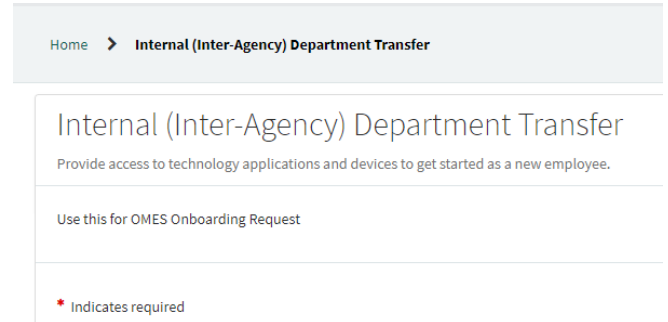 Home > Internal (Inter-Agency) Department Transfer
Internal (Inter-Agency) Department Transfer
Provide access to technology applications and devices to get started as a new employee.
Use this for OMES Onboarding Request
* Indicates required